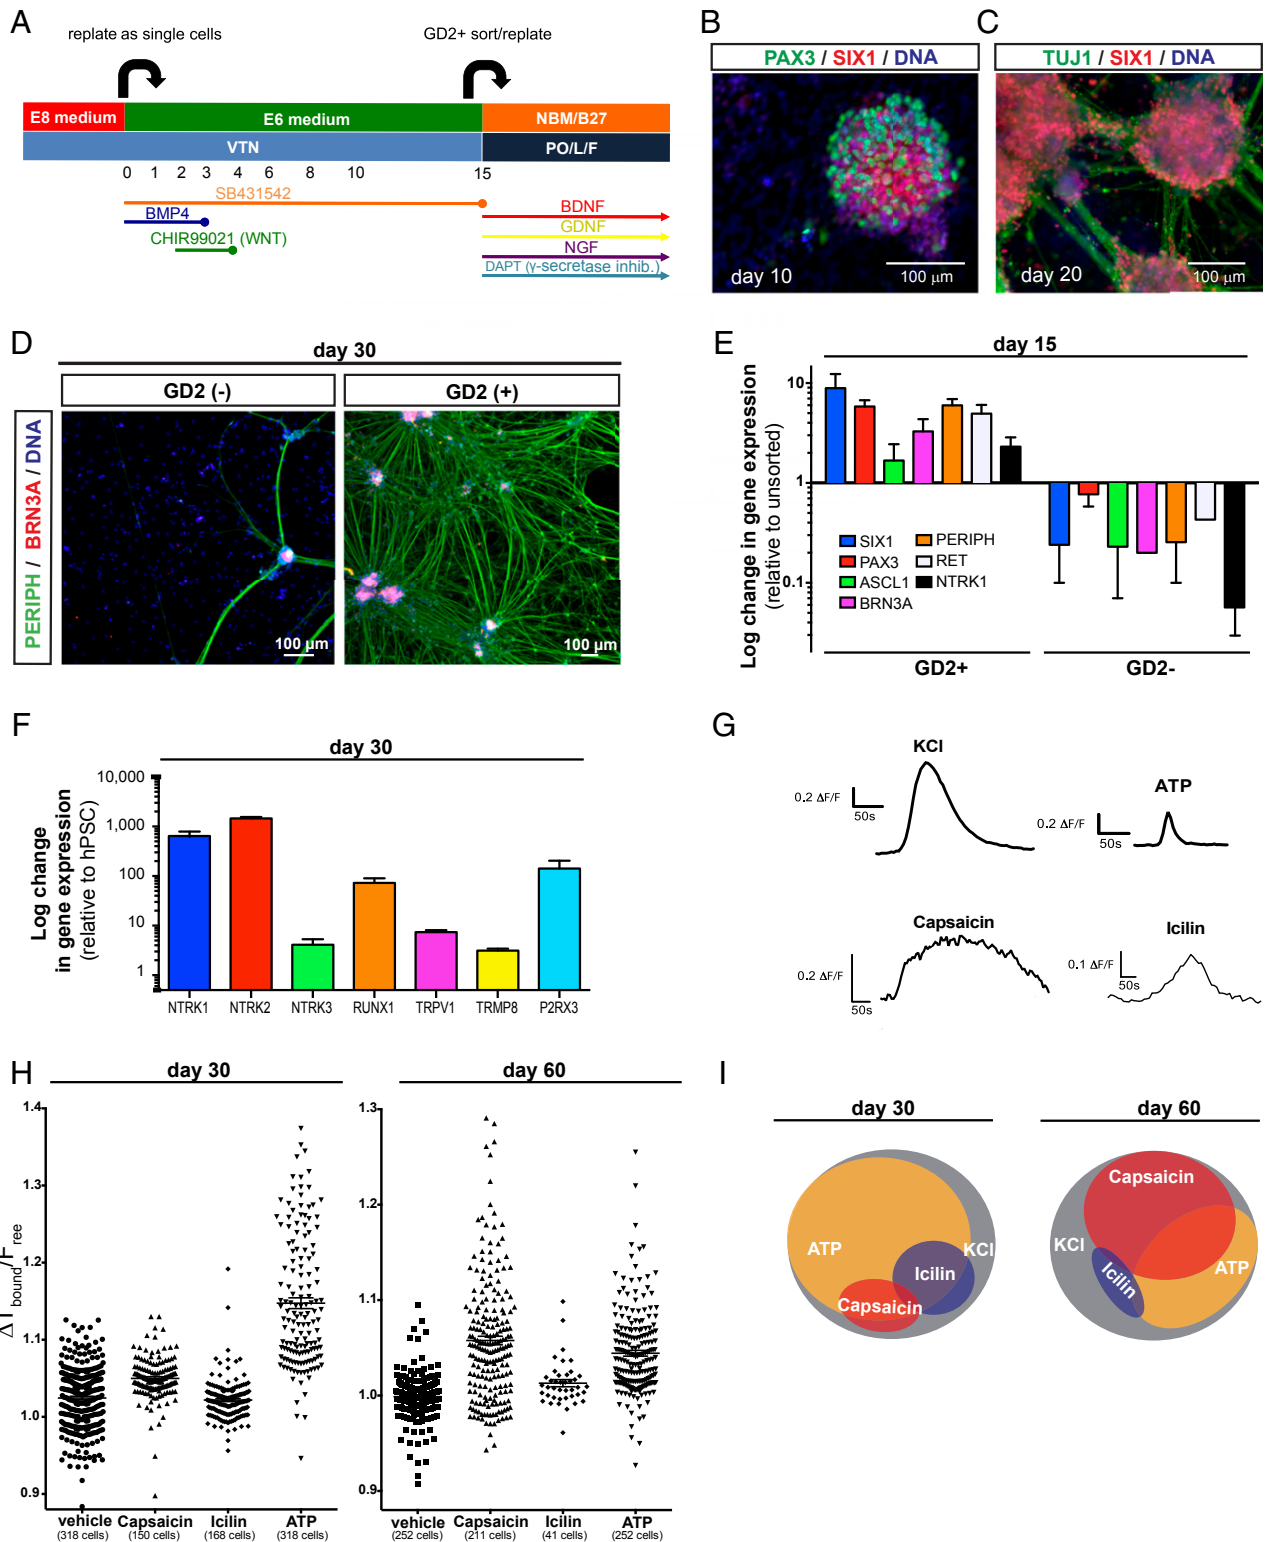 A
replate as single cells
GD2+ sort/replate
E8 medium
E6 medium
NBM/B27
VTN
PO/L/F
0 1 2 3 4 6 8 10 15
SB431542
BMP4
CHIR99021 (WNT)
BDNF
GDNF
NGF
DAPT (γ-secretase inhib.)
B
PAX3 / SIX1 / DNA
day 10
100 µm
C
TUJ1 / SIX1 / DNA
day 20
100 µm
D
day 30
GD2 (-)
GD2 (+)
PERIPH / BRN3A / DNA
100 µm
100 µm
E
day 15
Log change in gene expression
(relative to unsorted)
10
1
0.1
SIX1
PAX3
ASCL1
BRN3A
PERIPH
RET
NTRK1
GD2+
GD2-
F
day 30
Log change
in gene expression
(relative to hPSC)
10,000
1,000
100
10
1
NTRK1 NTRK2 NTRK3 RUNX1 TRPV1 TRMP8 P2RX3
G
KCl
0.2 ΔF/F
50s
ATP
0.2 ΔF/F
50s
Capsaicin
0.2 ΔF/F
50s
Icilin
0.1 ΔF/F
50s
H
day 30
1.4
1.3
1.2
1.1
1.0
0.9
vehicle Capsaicin Icilin ATP
(318 cells) (150 cells) (168 cells) (318 cells)
day 60
1.3
1.2
1.1
1.0
0.9
vehicle Capsaicin Icilin ATP
(252 cells) (211 cells) (41 cells) (252 cells)
I
day 30
ATP
KCl
Icilin
Capsaicin
day 60
Capsaicin
KCl
Icilin
ATP